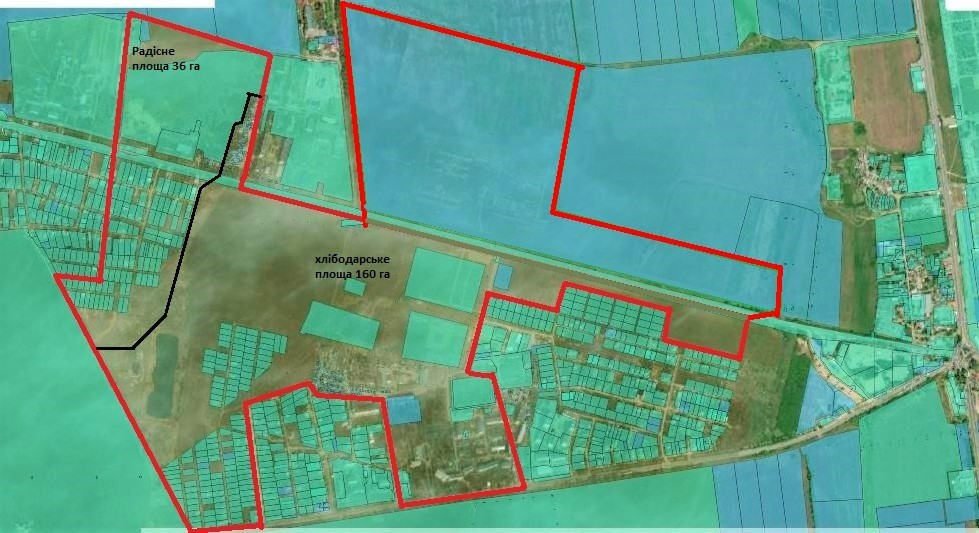 Радісне
площа 36 га
хлібодарське
площа 160 га